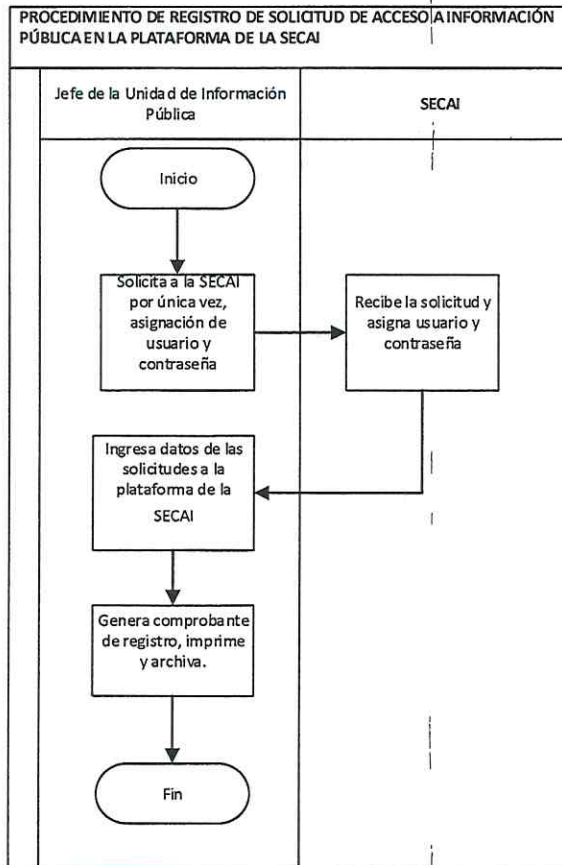 PROCEDIMIENTO DE REGISTRO DE SOLICITUD DE ACCESO A INFORMACIÓN
PÚBLICA EN LA PLATAFORMA DE LA SECAI
Jefe de la Unidad de Información
Pública
SECAI
Inicio
Solicita a la SECAI
por única vez,
asignación de
usuario y
contraseña
Recibe la solicitud y
asigna usuario y
contraseña
Ingresa datos de las
solicitudes a la
plataforma de la
SECAI
Genera comprobante
de registro, imprime
y archiva.
Fin